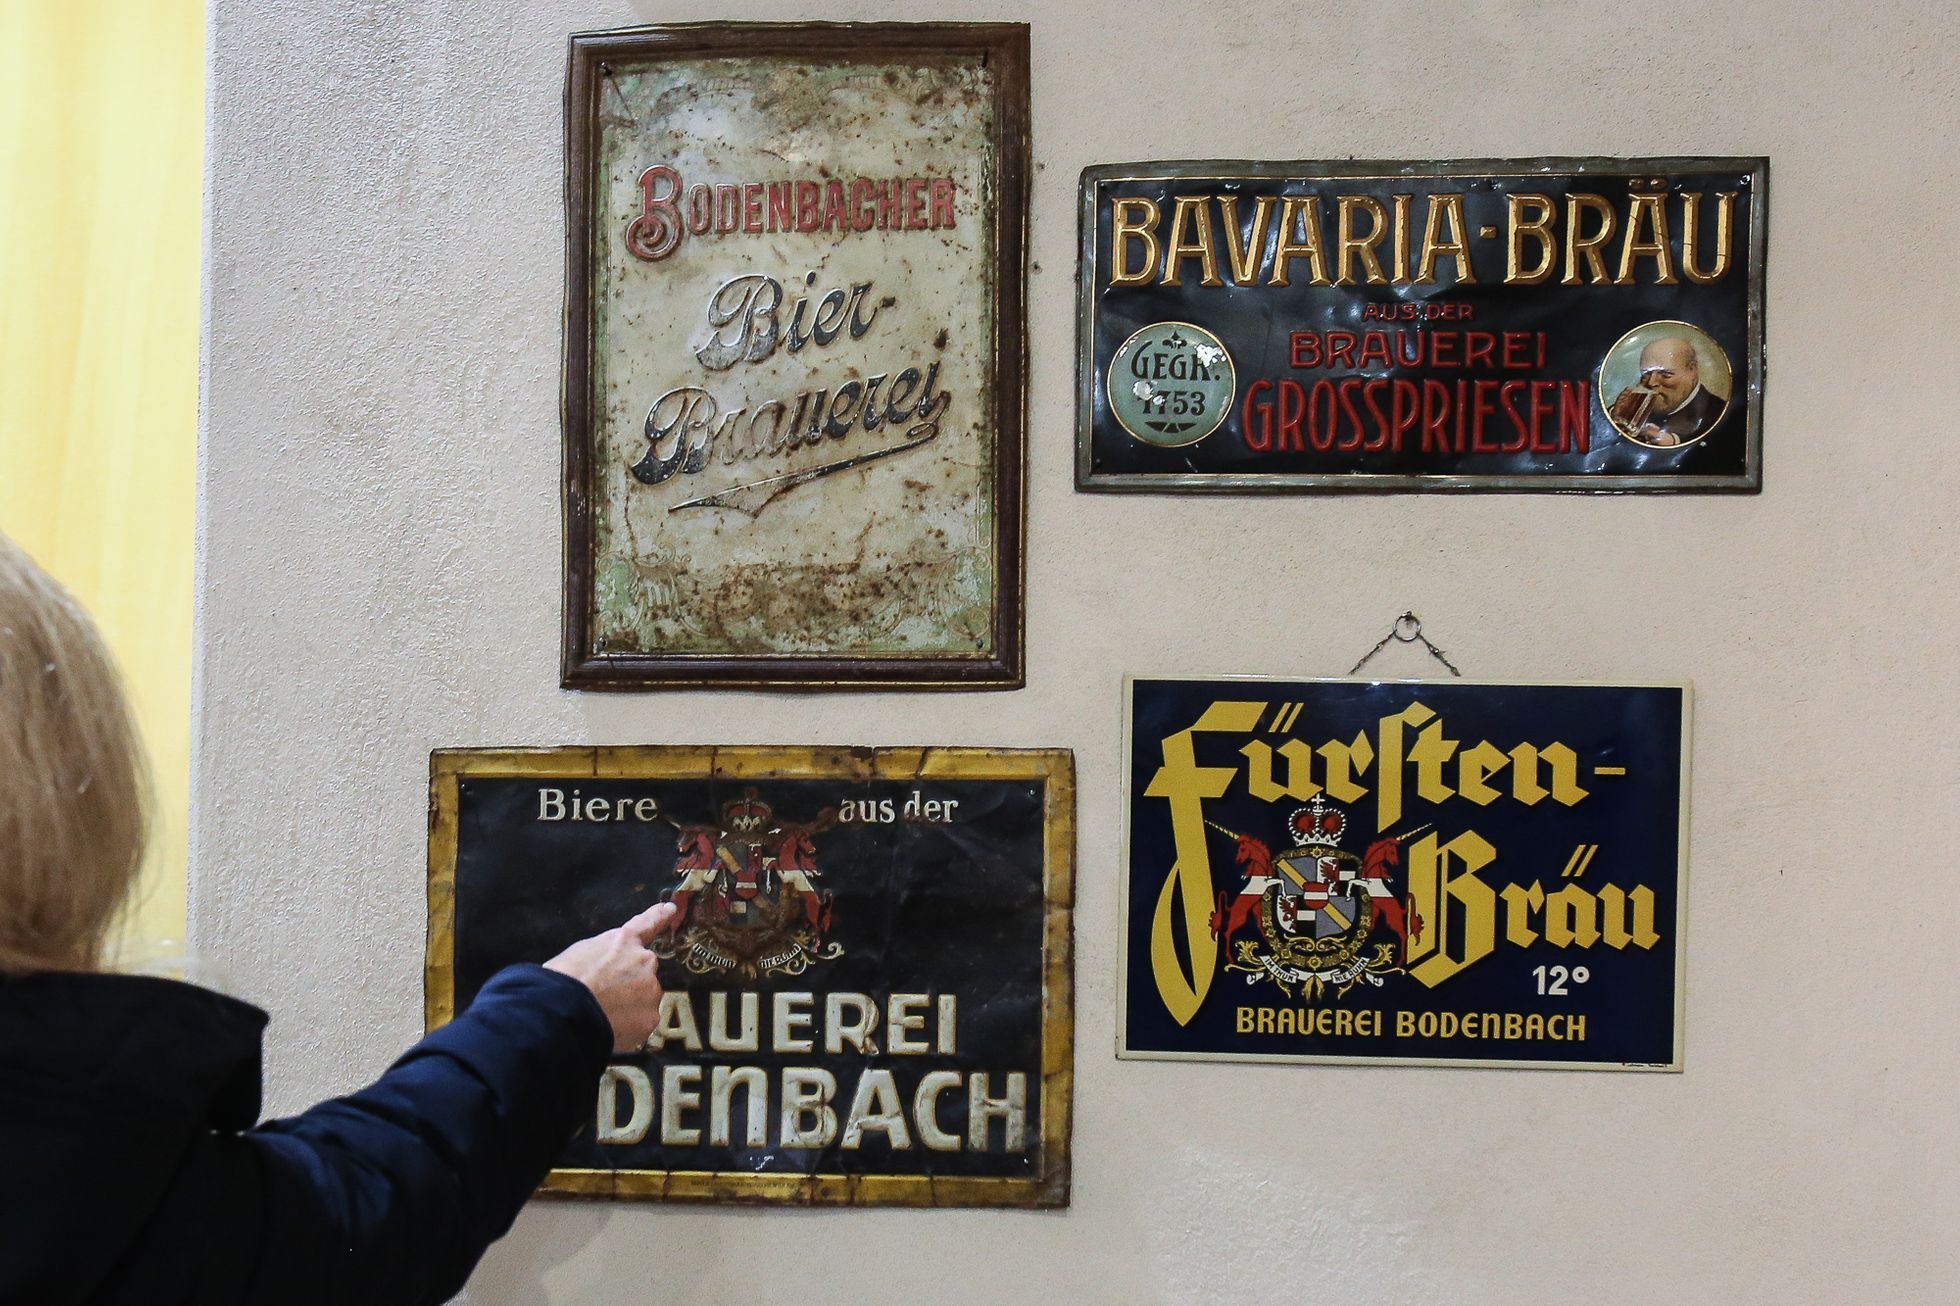 BODENBACHER
Bier-
Brauerei
BAVARIA-BRÄU
AUS DER
BRAUEREI
GROSSPRIESEN
GEGR.
1753
Biere aus der
AUEREI
DENBACH
Fürsten-
Bräu
12°
BRAUEREI BODENBACH